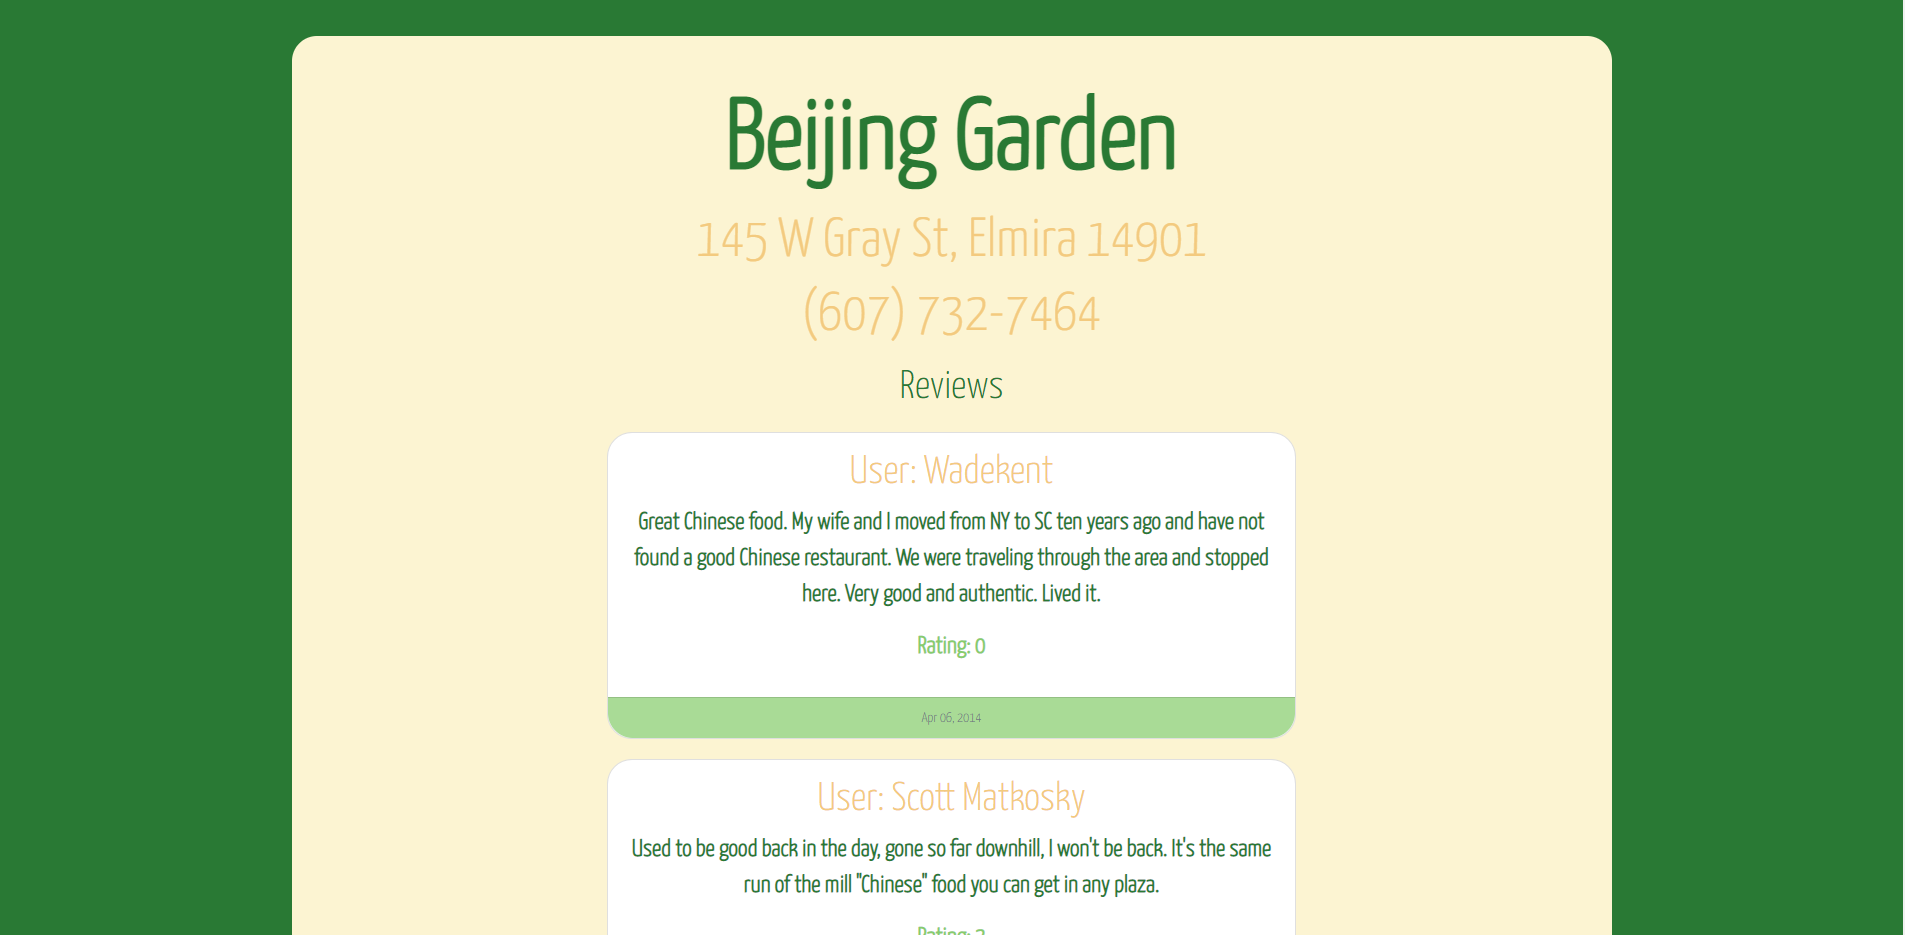 Beijing Garden
145 W Gray St, Elmira 14901
(607) 732-7464
Reviews
User: Wadekent
Great Chinese food. My wife and I moved from NY to SC ten years ago and have not
found a good Chinese restaurant. We were traveling through the area and stopped
here. Very good and authentic. Lived it.
Rating: 0
Apr 06, 2014
User: Scott Matkosky
Used to be good back in the day, gone so far downhill, I won't be back. It's the same
run of the mill "Chinese" food you can get in any plaza.
Rating: